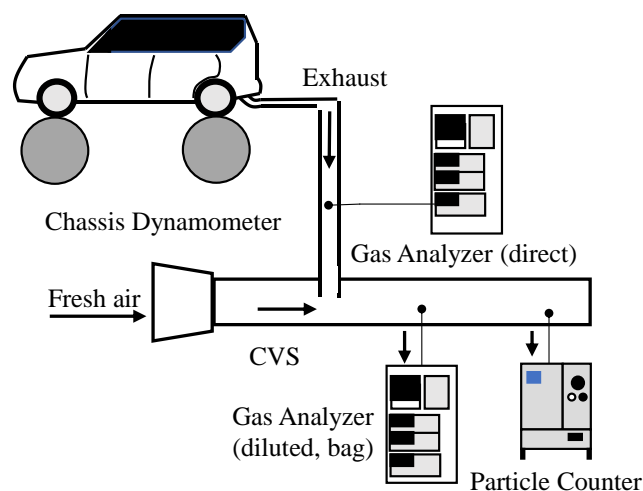 Exhaust
Chassis Dynamometer
Gas Analyzer (direct)
Fresh air
CVS
Gas Analyzer
(diluted, bag)
Particle Counter